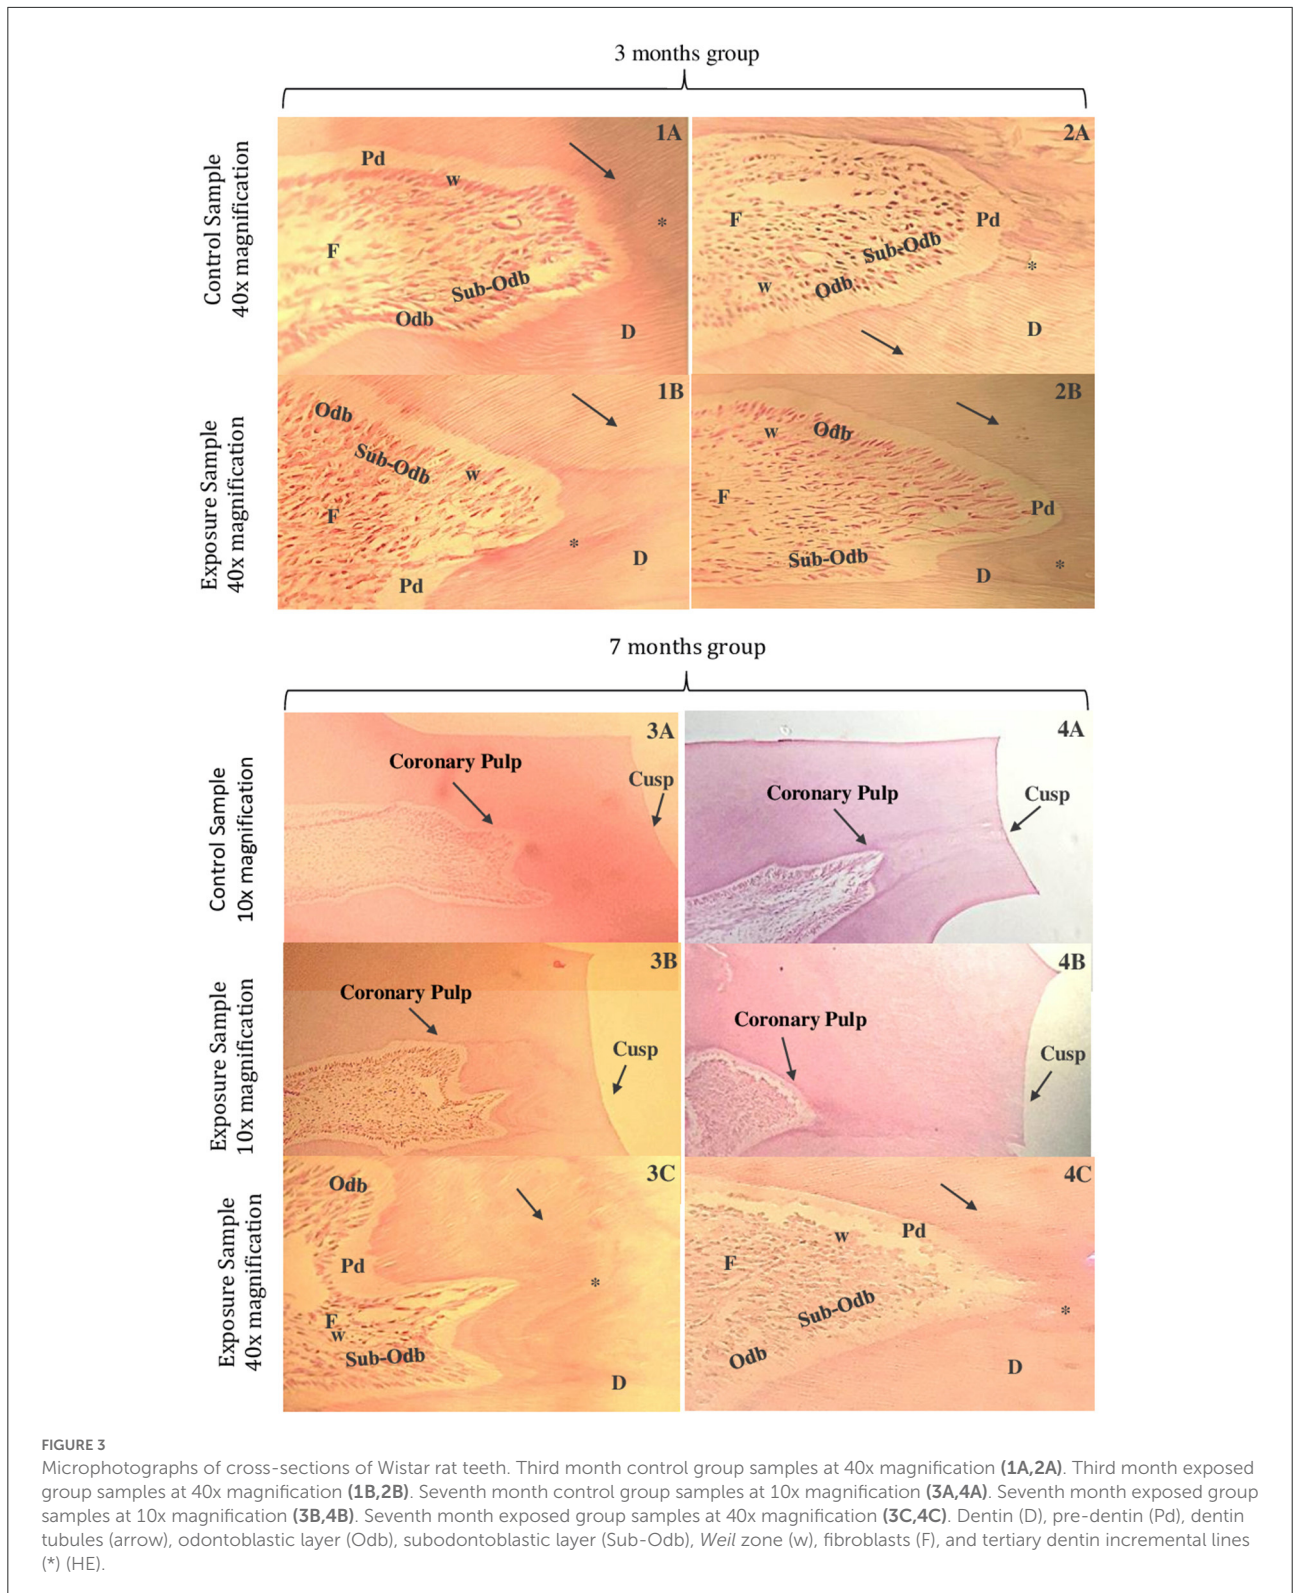 3 months group
Control Sample
40x magnification
1A
Pd
w
*
F
Sub-Odb
Odb
D
2A
F
Pd
Sub-Odb
*
w
Odb
D
Exposure Sample
40x magnification
1B
Odb
Sub-Odb
w
F
*
D
Pd
2B
w
Odb
F
Pd
Sub-Odb
*
D
7 months group
Control Sample
10x magnification
3A
Coronary Pulp
Cusp
4A
Coronary Pulp
Cusp
Exposure Sample
10x magnification
3B
Coronary Pulp
Cusp
4B
Coronary Pulp
Cusp
Exposure Sample
40x magnification
3C
Odb
Pd
*
F
w
Sub-Odb
D
4C
Pd
w
F
Sub-Odb
*
Odb
D
FIGURE 3
Microphotographs of cross-sections of Wistar rat teeth. Third month control group samples at 40x magnification (1A,2A). Third month exposed
group samples at 40x magnification (1B,2B). Seventh month control group samples at 10x magnification (3A,4A). Seventh month exposed group
samples at 10x magnification (3B,4B). Seventh month exposed group samples at 40x magnification (3C,4C). Dentin (D), pre-dentin (Pd), dentin
tubules (arrow), odontoblastic layer (Odb), subodontoblastic layer (Sub-Odb), Weil zone (w), fibroblasts (F), and tertiary dentin incremental lines
(*) (HE).